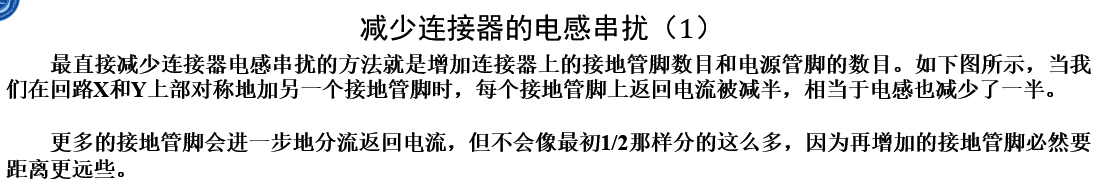 减少连接器的电感串扰（1）
最直接减少连接器电感串扰的方法就是增加连接器上的接地管脚数目和电源管脚的数目。如下图所示，当我
们在回路X和Y上部对称地加另一个接地管脚时，每个接地管脚上返回电流被减半，相当于电感也减少了一半。
更多的接地管脚会进一步地分流返回电流，但不会像最初1/2那样分的这么多，因为再增加的接地管脚必然要
距离更远些。